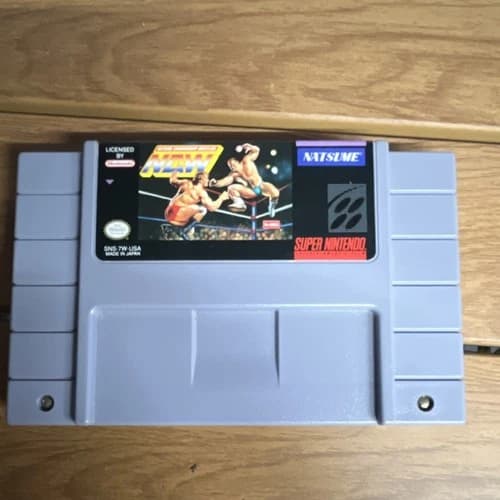 LICENSED
BY
Nintendo
NATSUME
SNS-7W-USA
MADE IN JAPAN
SUPER NINTENDO